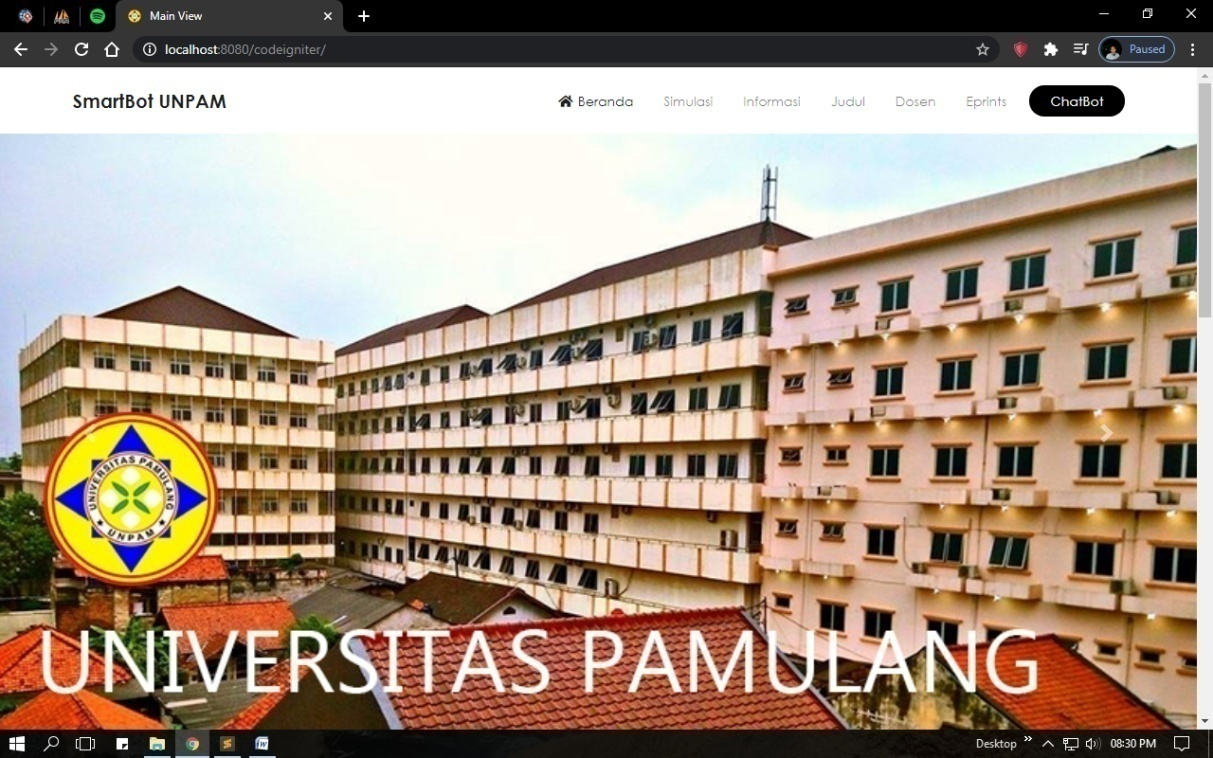 Main View
localhost:8080/codeigniter/
Paused
SmartBot UNPAM
Beranda
Simulasi
Informasi
Judul
Dosen
Eprints
ChatBot
UNIVERSITAS PAMULANG
UNPAM
UNIVERSITAS PAMULANG
Desktop
08:30 PM